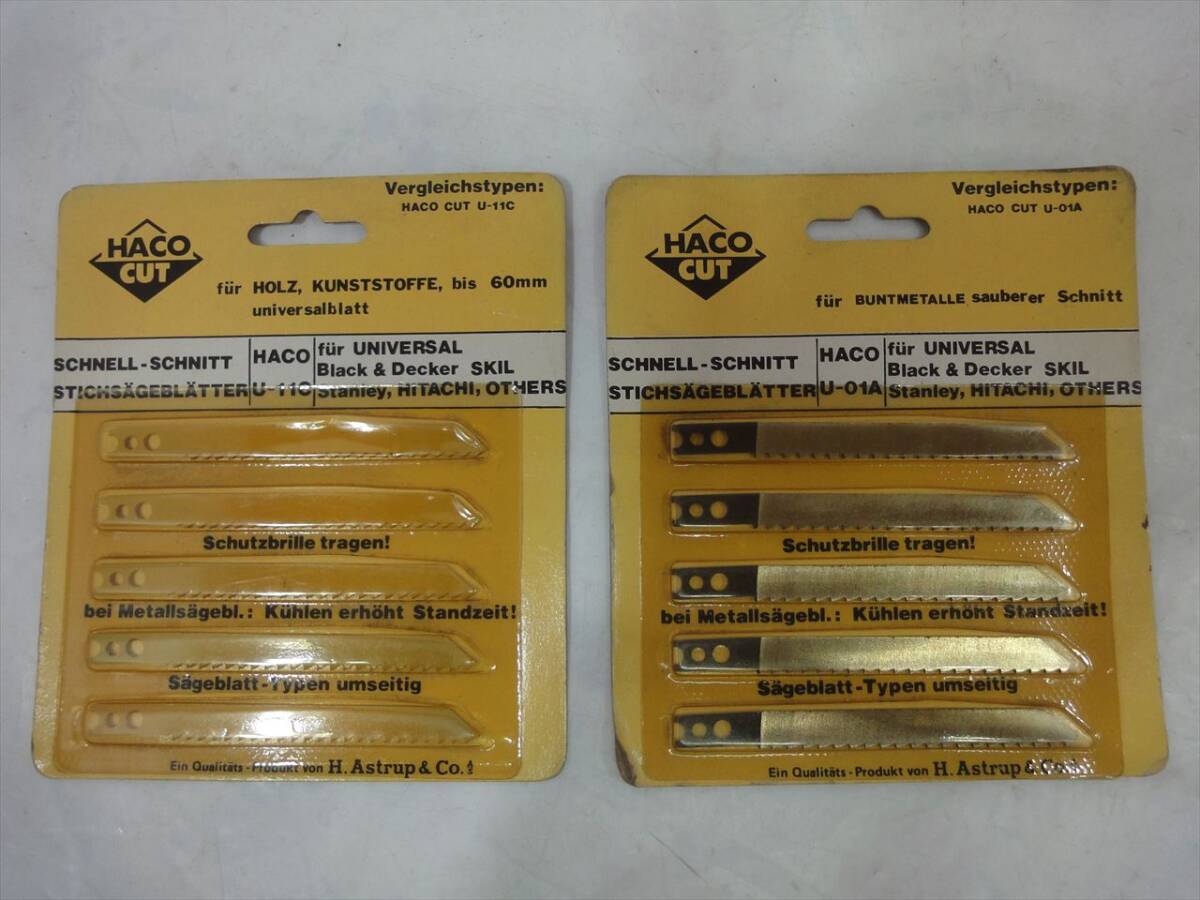 Vergleichstypen:
HACO CUT U-11C
HACO
CUT
für HOLZ, KUNSTSTOFFE, bis 60mm
universalblatt
SCHNELL-SCHNITT
STICHSÄGEBLÄTTER
HACO
U-11C
für UNIVERSAL
Black & Decker SKIL
Stanley, HiTACHI, OTHERS
Schutzbrille tragen!
bei Metallsägebl.: Kühlen erhöht Standzeit!
Sägeblatt-Typen umseitig
Ein Qualitäts-Produkt von H. Astrup & Co.
Vergleichstypen:
HACO CUT U-01A
HACO
CUT
für BUNTMETALLE sauberer Schnitt
SCHNELL-SCHNITT
STICHSÄGEBLÄTTER
HACO
U-01A
für UNIVERSAL
Black & Decker SKIL
Stanley, HITACHI, OTHERS
Schutzbrille tragen!
bei Metallsägebl.: Kühlen erhöht Standzeit!
Sägeblatt-Typen umseitig
Ein Qualitäts-Produkt von H. Astrup & Co.